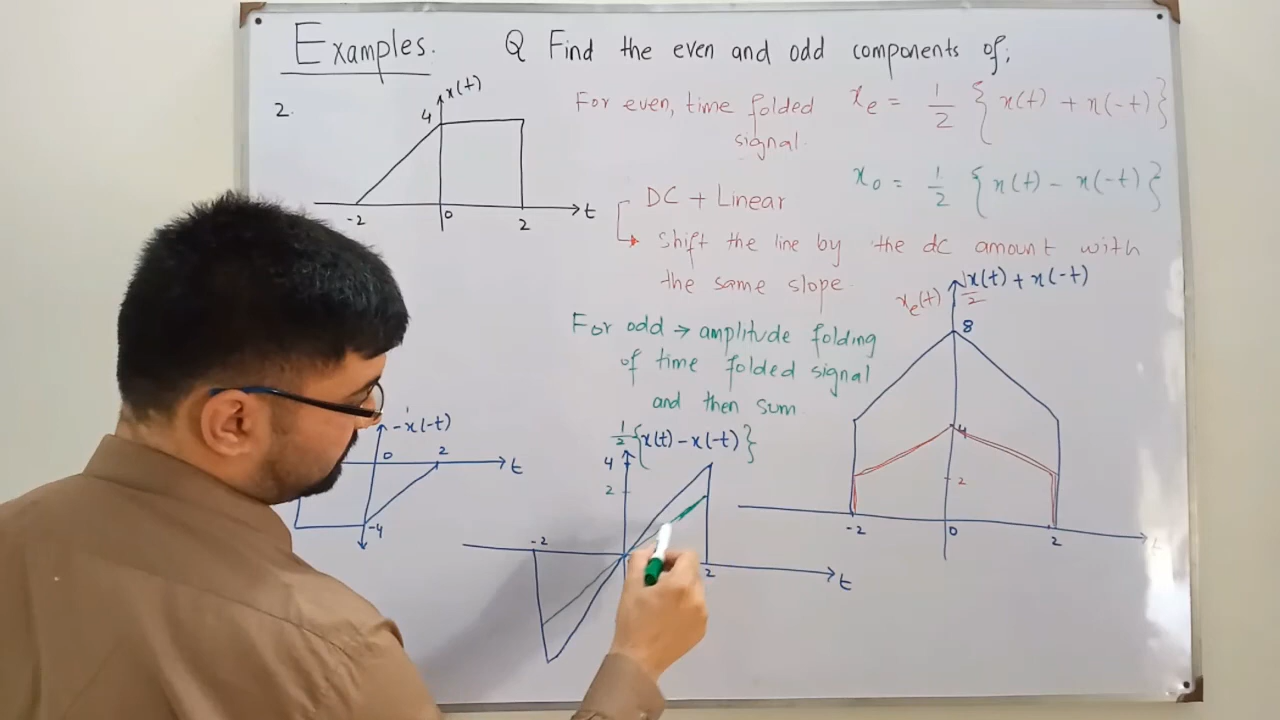 Examples.
Q Find the even and odd components of;
2.
x(t)
4
-2
0
2
t
For even, time folded
signal.
xe = 1/2 { x(t) + x(-t) }
xo = 1/2 { x(t) - x(-t) }
DC + Linear
→ Shift the line by the dc amount with
the same slope.
For odd → amplitude folding
of time folded signal
and then sum
-x(-t)
0
2
t
-4
1/2 { x(t) - x(-t) }
4
2
-2
2
t
xe(t)
x(t) + x(-t)
2
8
4
2
-2
0
2
t